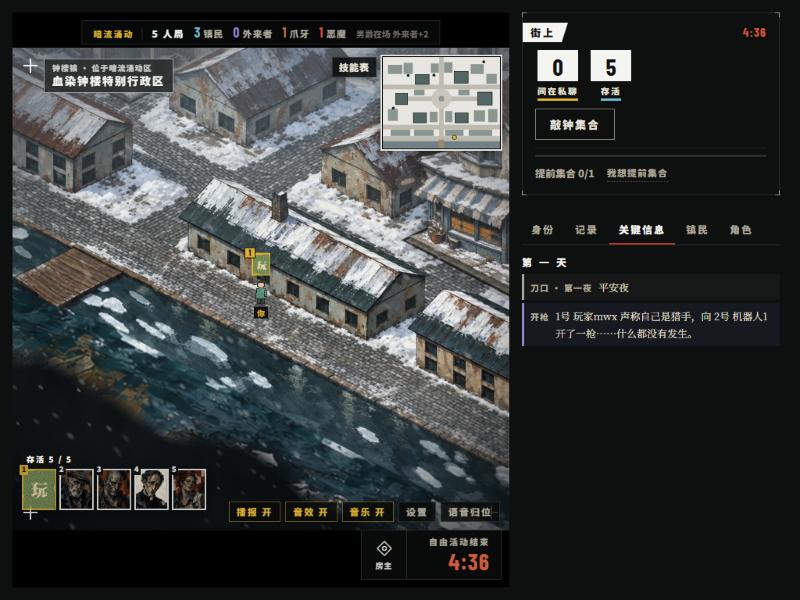 暗流涌动 5 人局 3 镇民 0 外来者 1 爪牙 1 恶魔 男爵在场 外来者+2
钟楼镇 · 位于暗流涌动区
血染钟楼特别行政区
技能表
1
玩
你
存活 5 / 5
1 2 3 4 5
玩
播报 开 音效 开 音乐 开 设置 语音归位
房主
自由活动结束
4:36
街上 4:36
0 5
间在私聊 存活
敲钟集合
提前集合 0/1 我想提前集合
身份 记录 关键信息 镇民 角色
第 一 天
刀口 · 第一夜 平安夜
开枪 1号 玩家mwx 声称自己是猎手，向 2号 机器人1
开了一枪……什么都没有发生。